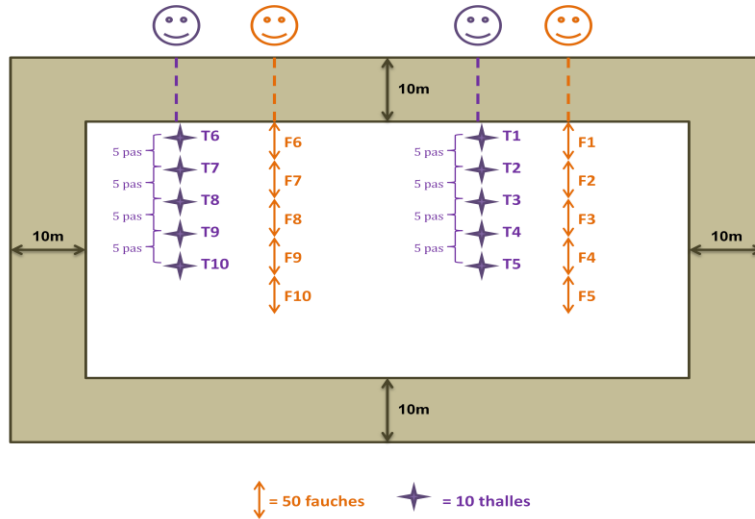 10m
T6
F6
T1
F1
5 pas
5 pas
T7
F7
T2
F2
5 pas
5 pas
T8
F8
T3
F3
5 pas
5 pas
T9
F9
T4
F4
10m
10m
5 pas
5 pas
T10
F10
T5
F5
10m
= 50 fauches
= 10 thalles